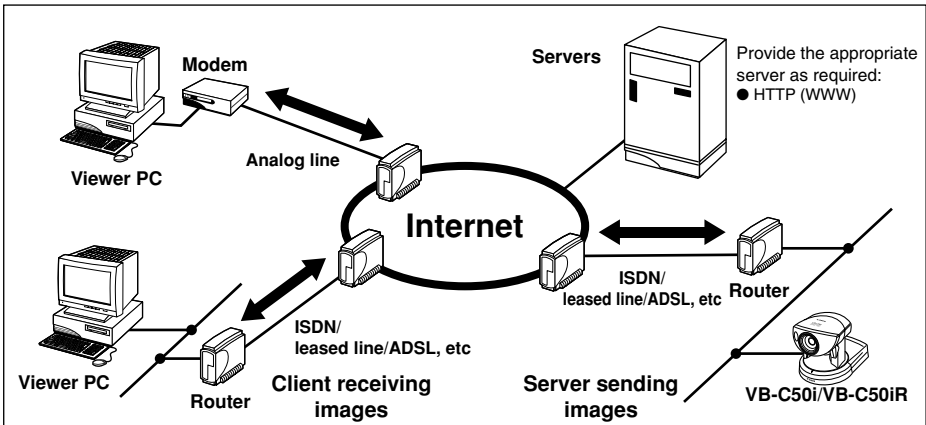 Modem
Analog line
Viewer PC
Servers
Provide the appropriate
server as required:
● HTTP (WWW)
Internet
ISDN/
leased line/ADSL, etc
Router
Viewer PC
Router
ISDN/
leased line/ADSL, etc
Client receiving
images
Server sending
images
VB-C50i/VB-C50iR